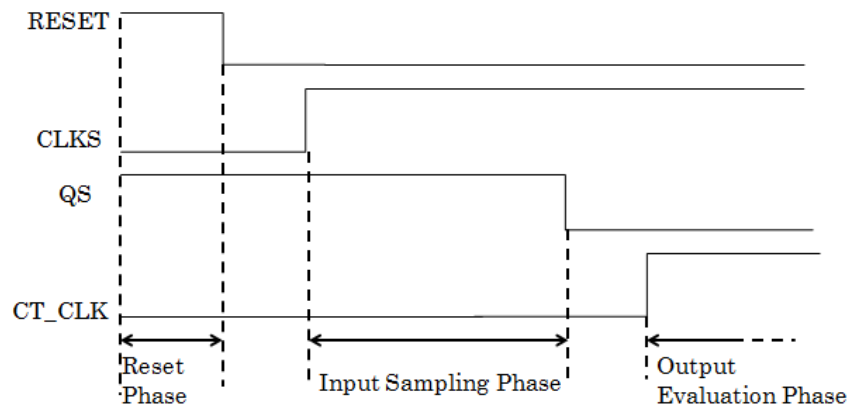 RESET
CLKS
QS
CT_CLK
Reset
Phase
Input Sampling Phase
Output
Evaluation Phase